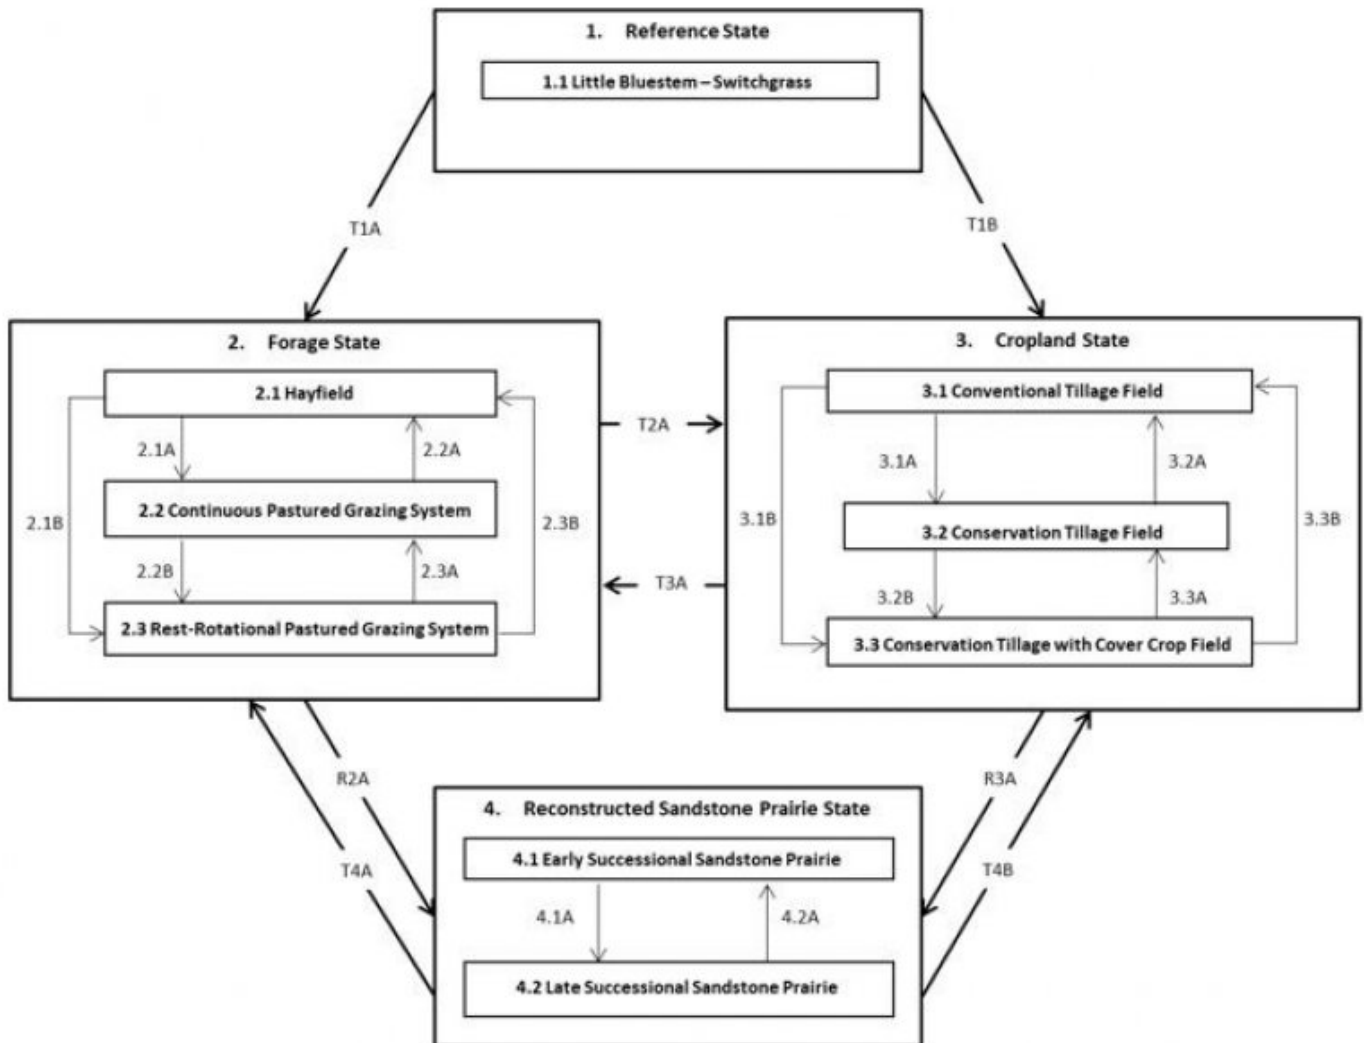 1. Reference State
1.1 Little Bluestem – Switchgrass
T1A
T1B
2. Forage State
2.1 Hayfield
2.1A
2.2A
2.2 Continuous Pastured Grazing System
2.1B
2.3B
2.2B
2.3A
2.3 Rest-Rotational Pastured Grazing System
T2A
T3A
3. Cropland State
3.1 Conventional Tillage Field
3.1A
3.2A
3.1B
3.3B
3.2 Conservation Tillage Field
3.2B
3.3A
3.3 Conservation Tillage with Cover Crop Field
R2A
T4A
R3A
T4B
4. Reconstructed Sandstone Prairie State
4.1 Early Successional Sandstone Prairie
4.1A
4.2A
4.2 Late Successional Sandstone Prairie